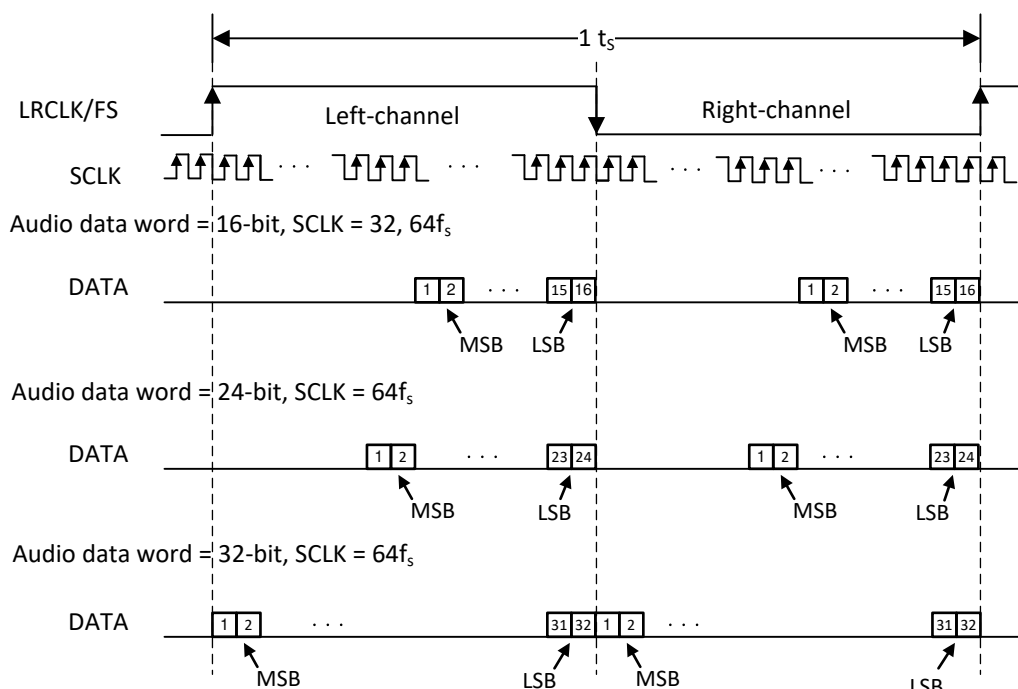 1 tS
LRCLK/FS
Left-channel
Right-channel
SCLK
. . .
. . .
. . .
. . .
Audio data word = 16-bit, SCLK = 32, 64fs
DATA
1 2 . . . 15 16
1 2 . . . 15 16
MSB LSB
MSB LSB
Audio data word = 24-bit, SCLK = 64fs
DATA
1 2 . . . 23 24
1 2 . . . 23 24
MSB LSB
MSB LSB
Audio data word = 32-bit, SCLK = 64fs
DATA
1 2 . . . 31 32
1 2 . . . 31 32
MSB LSB
MSB LSB